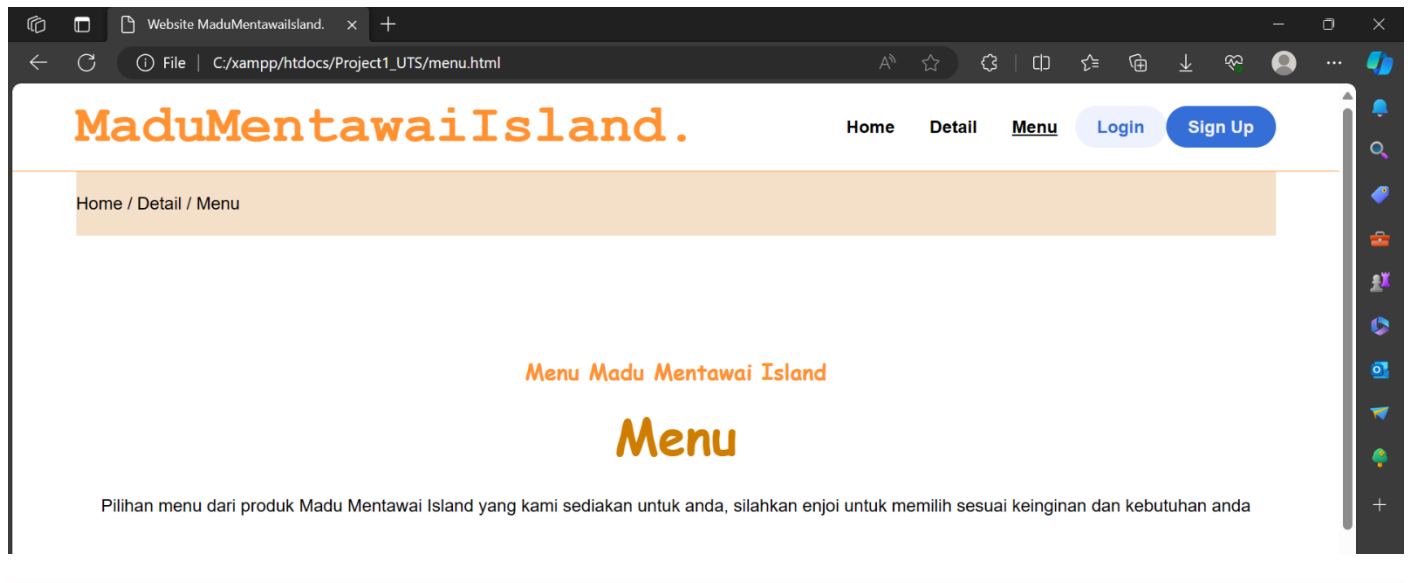 Website MaduMentawaiIsland.
File | C:/xampp/htdocs/Project1_UTS/menu.html
MaduMentawaiIsland.
Home Detail Menu Login Sign Up
Home / Detail / Menu
Menu Madu Mentawai Island
Menu
Pilihan menu dari produk Madu Mentawai Island yang kami sediakan untuk anda, silahkan enjoi untuk memilih sesuai keinginan dan kebutuhan anda